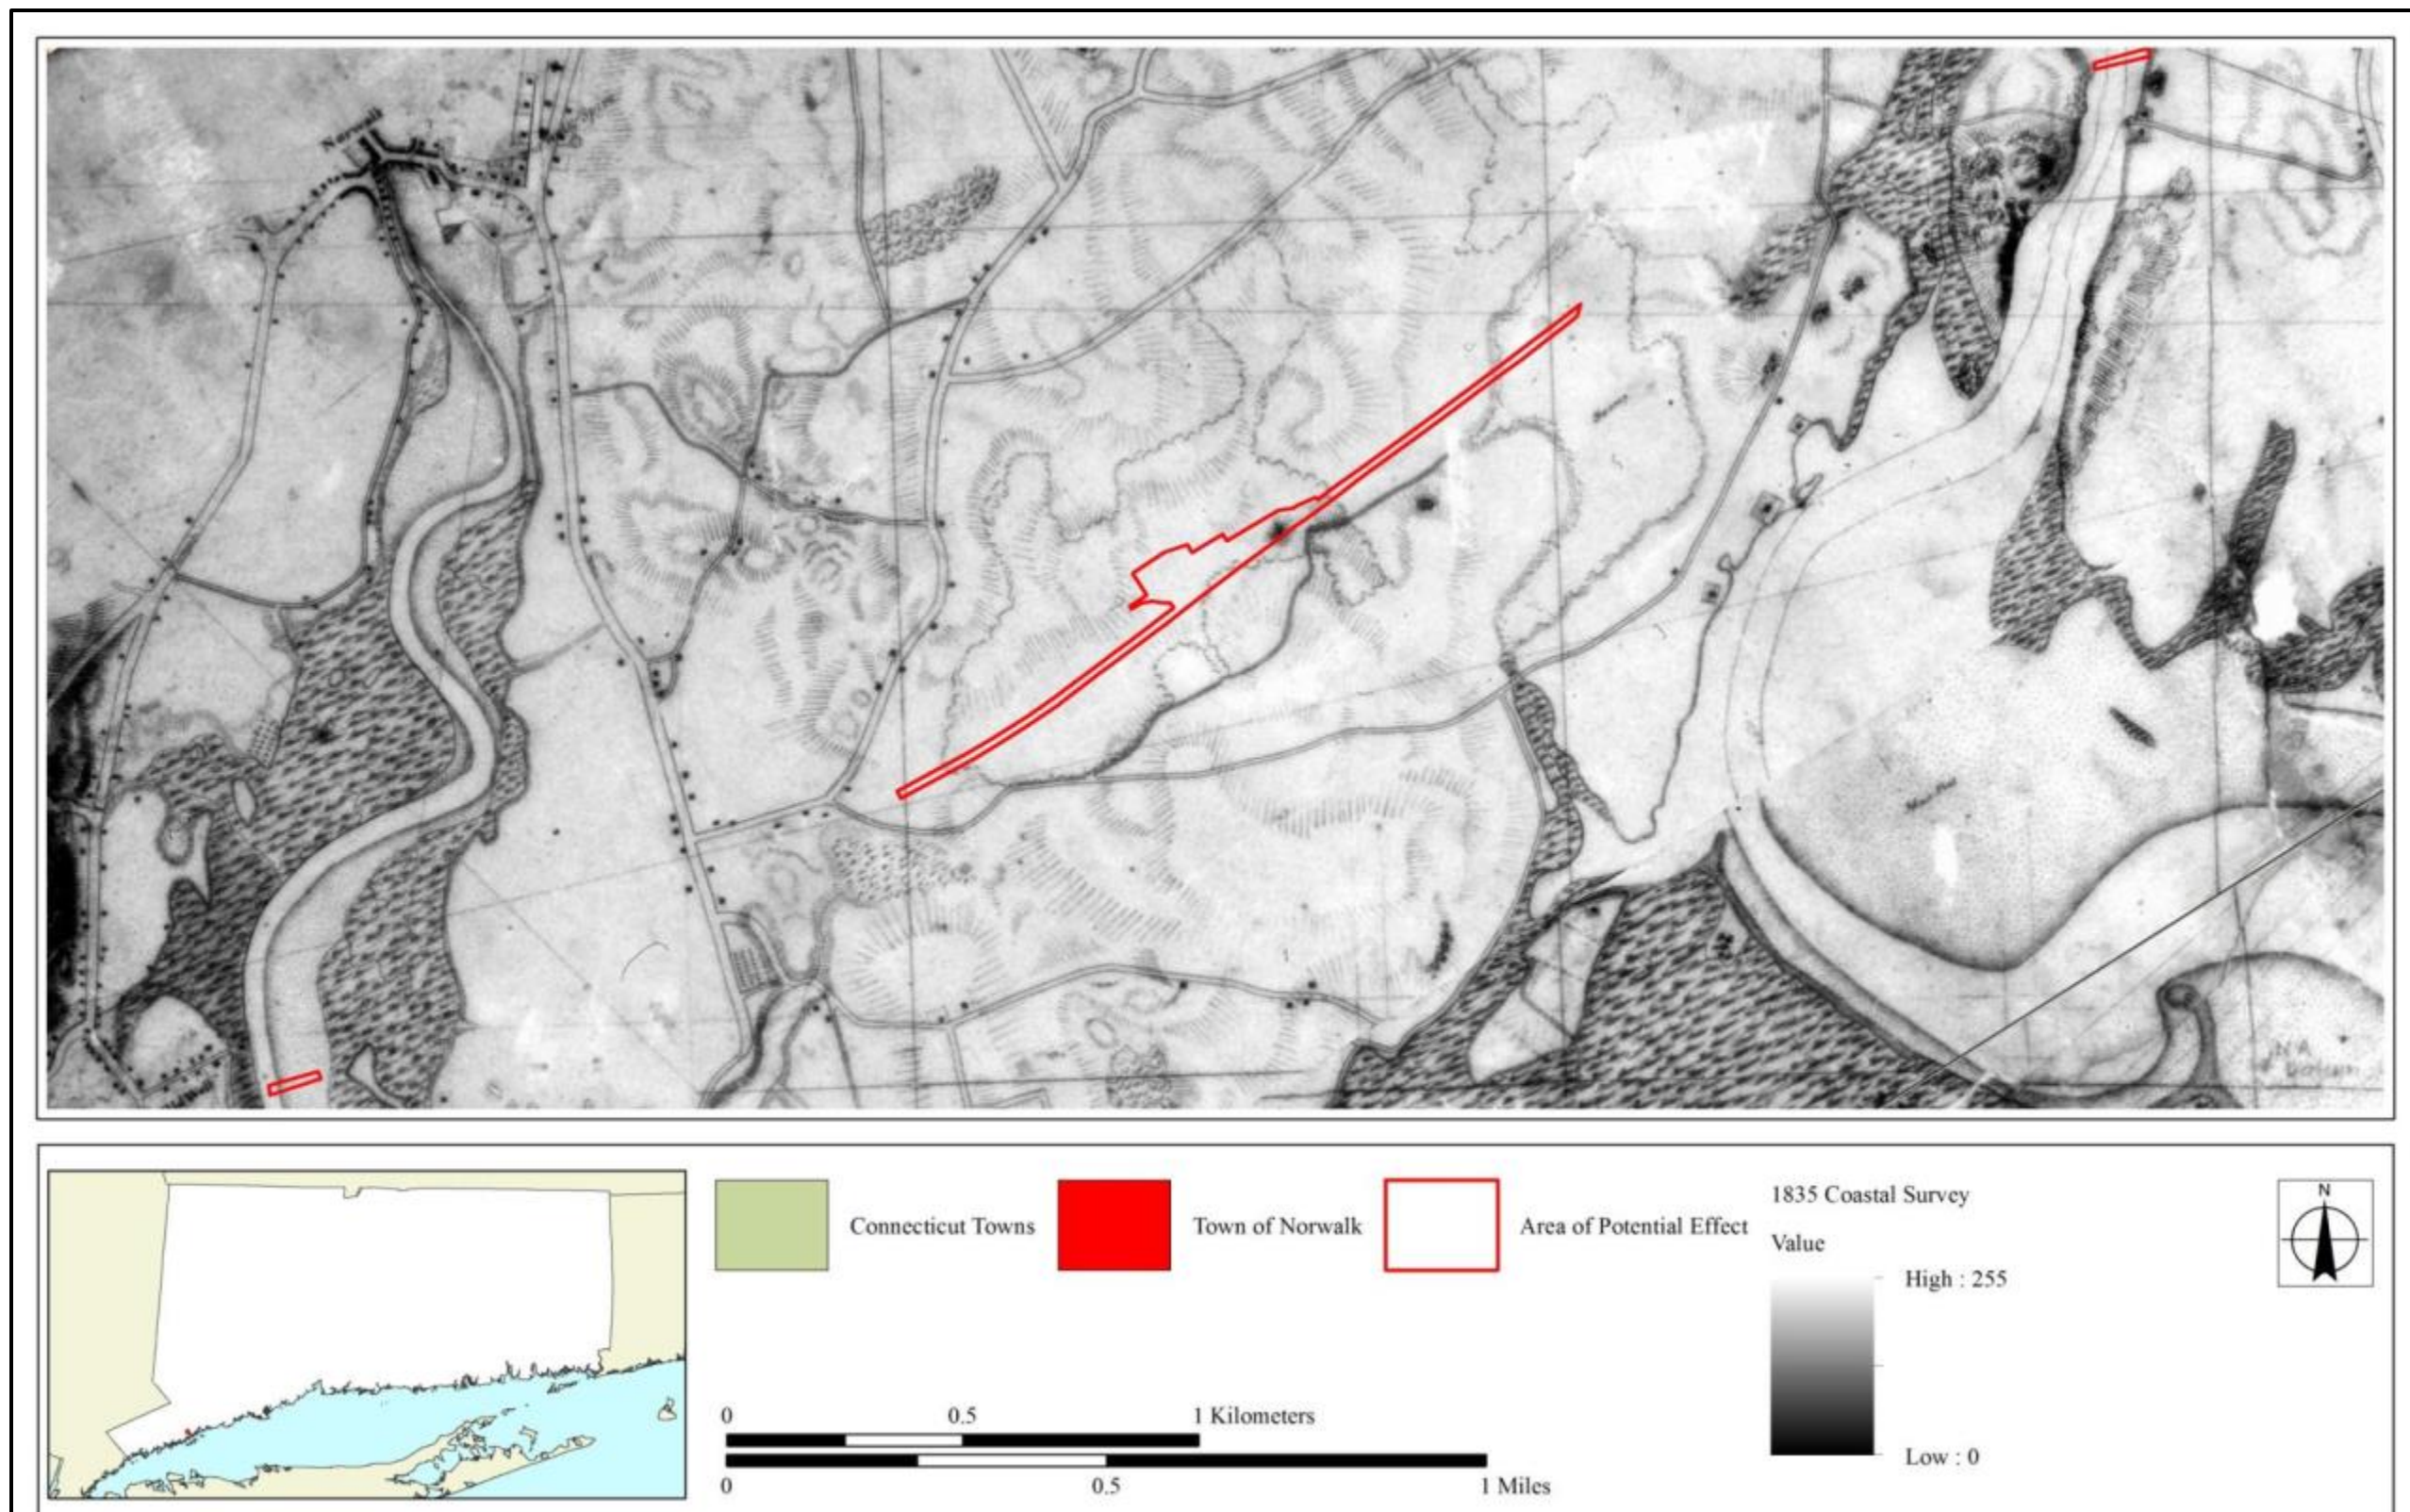 Norwalk
Connecticut Towns
Town of Norwalk
Area of Potential Effect
1835 Coastal Survey
Value
High : 255
Low : 0
N
0
0.5
1 Kilometers
0
0.5
1 Miles